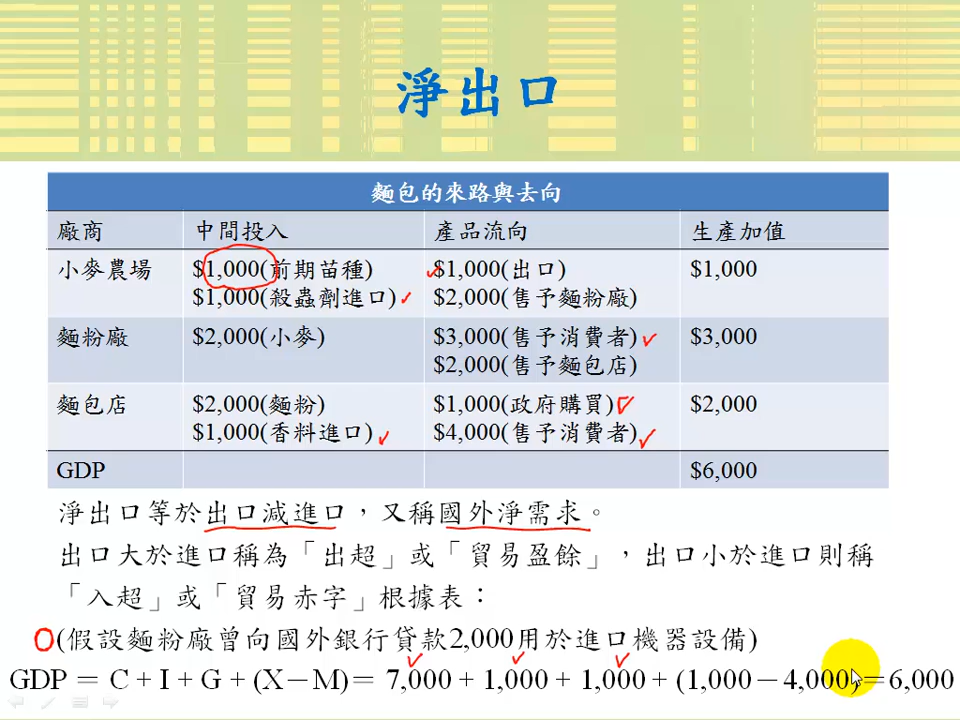 淨出口
麵包的來路與去向
廠商 中間投入 產品流向 生產加值
小麥農場 $1,000(前期苗種) $1,000(出口) $1,000
$1,000(殺蟲劑進口) $2,000(售予麵粉廠)
麵粉廠 $2,000(小麥) $3,000(售予消費者) $3,000
$2,000(售予麵包店)
麵包店 $2,000(麵粉) $1,000(政府購買) $2,000
$1,000(香料進口) $4,000(售予消費者)
GDP $6,000
淨出口等於出口減進口，又稱國外淨需求。
出口大於進口稱為「出超」或「貿易盈餘」，出口小於進口則稱
「入超」或「貿易赤字」根據表：
(假設麵粉廠曾向國外銀行貸款2,000用於進口機器設備)
GDP = C + I + G + (X－M)= 7,000 + 1,000 + 1,000 + (1,000－4,000)=6,000